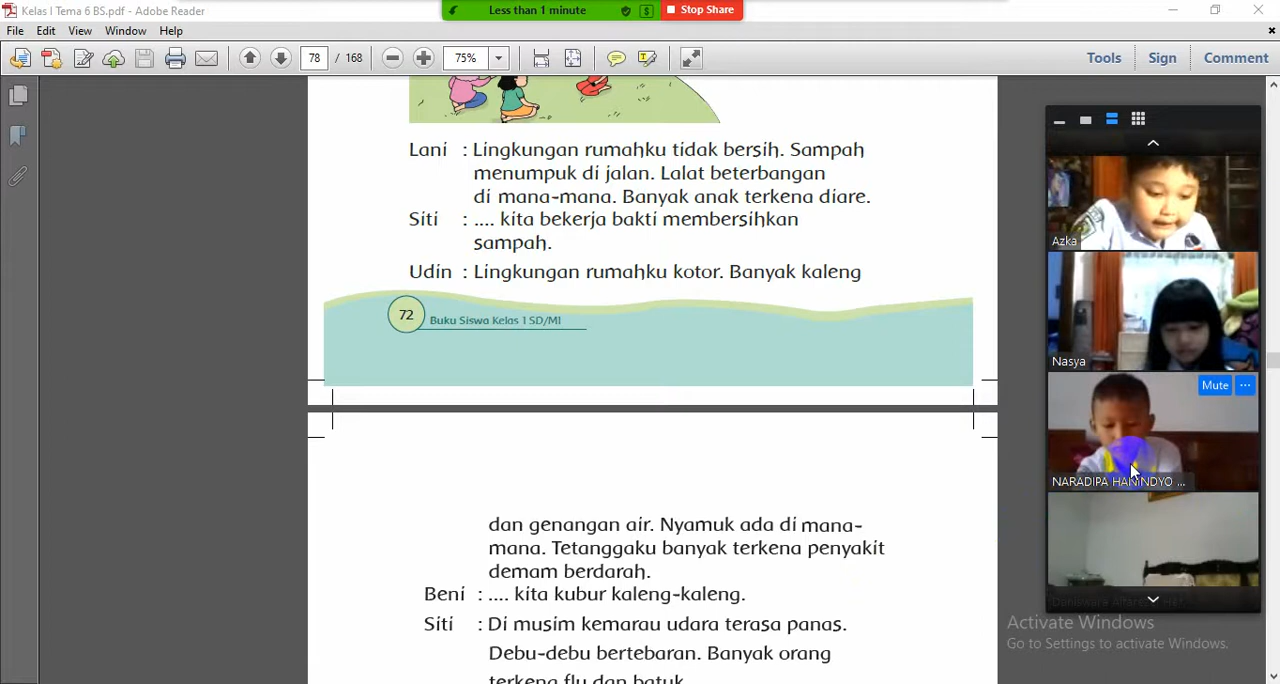 Kelas I Tema 6 BS.pdf - Adobe Reader
Less than 1 minute
Stop Share
File Edit View Window Help
78 / 168
75%
Tools Sign Comment
Lani : Lingkungan rumahku tidak bersih. Sampah
menumpuk di jalan. Lalat beterbangan
di mana-mana. Banyak anak terkena diare.
Siti : .... kita bekerja bakti membersihkan
sampah.
Udin : Lingkungan rumahku kotor. Banyak kaleng
72
Buku Siswa Kelas 1 SD/MI
dan genangan air. Nyamuk ada di mana-
mana. Tetanggaku banyak terkena penyakit
demam berdarah.
Beni : .... kita kubur kaleng-kaleng.
Siti : Di musim kemarau udara terasa panas.
Debu-debu bertebaran. Banyak orang
terkena flu dan batuk.
Azka
Nasya
Mute ...
NARADIPA HANINDYO ...
Activate Windows
Go to Settings to activate Windows.